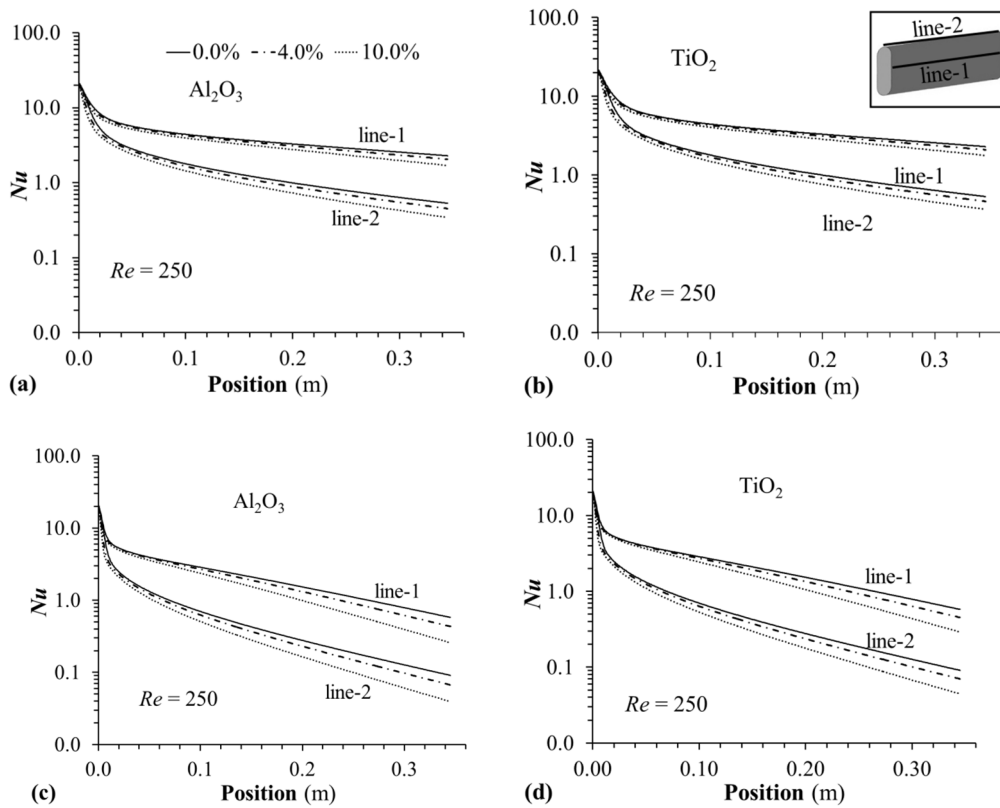 100.0
10.0
1.0
0.1
0.0
Nu
0.0% 4.0% 10.0%
Al₂O₃
line-1
line-2
Re = 250
0.0 0.1 0.2 0.3
(a) Position (m)
100.0
10.0
1.0
0.1
0.0
Nu
TiO₂
line-2
line-1
line-1
line-2
Re = 250
0.0 0.1 0.2 0.3
(b) Position (m)
100.0
10.0
1.0
0.1
0.0
Nu
Al₂O₃
line-1
line-2
Re = 250
0.0 0.1 0.2 0.3
(c) Position (m)
100.0
10.0
1.0
0.1
0.0
Nu
TiO₂
line-1
line-2
Re = 250
0.00 0.10 0.20 0.30
(d) Position (m)